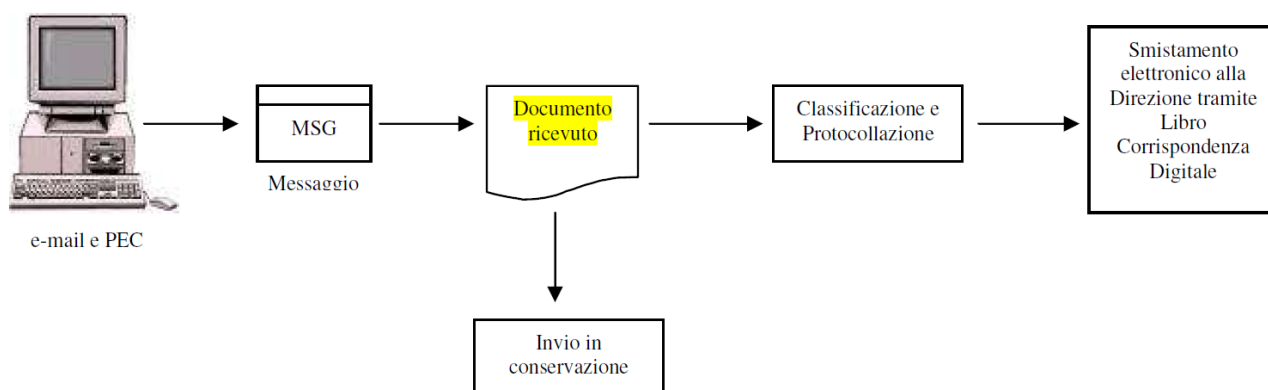 e-mail e PEC
MSG
Messaggio
Documento
ricevuto
Classificazione e
Protocollazione
Smistamento
elettronico alla
Direzione tramite
Libro
Corrispondenza
Digitale
Invio in
conservazione